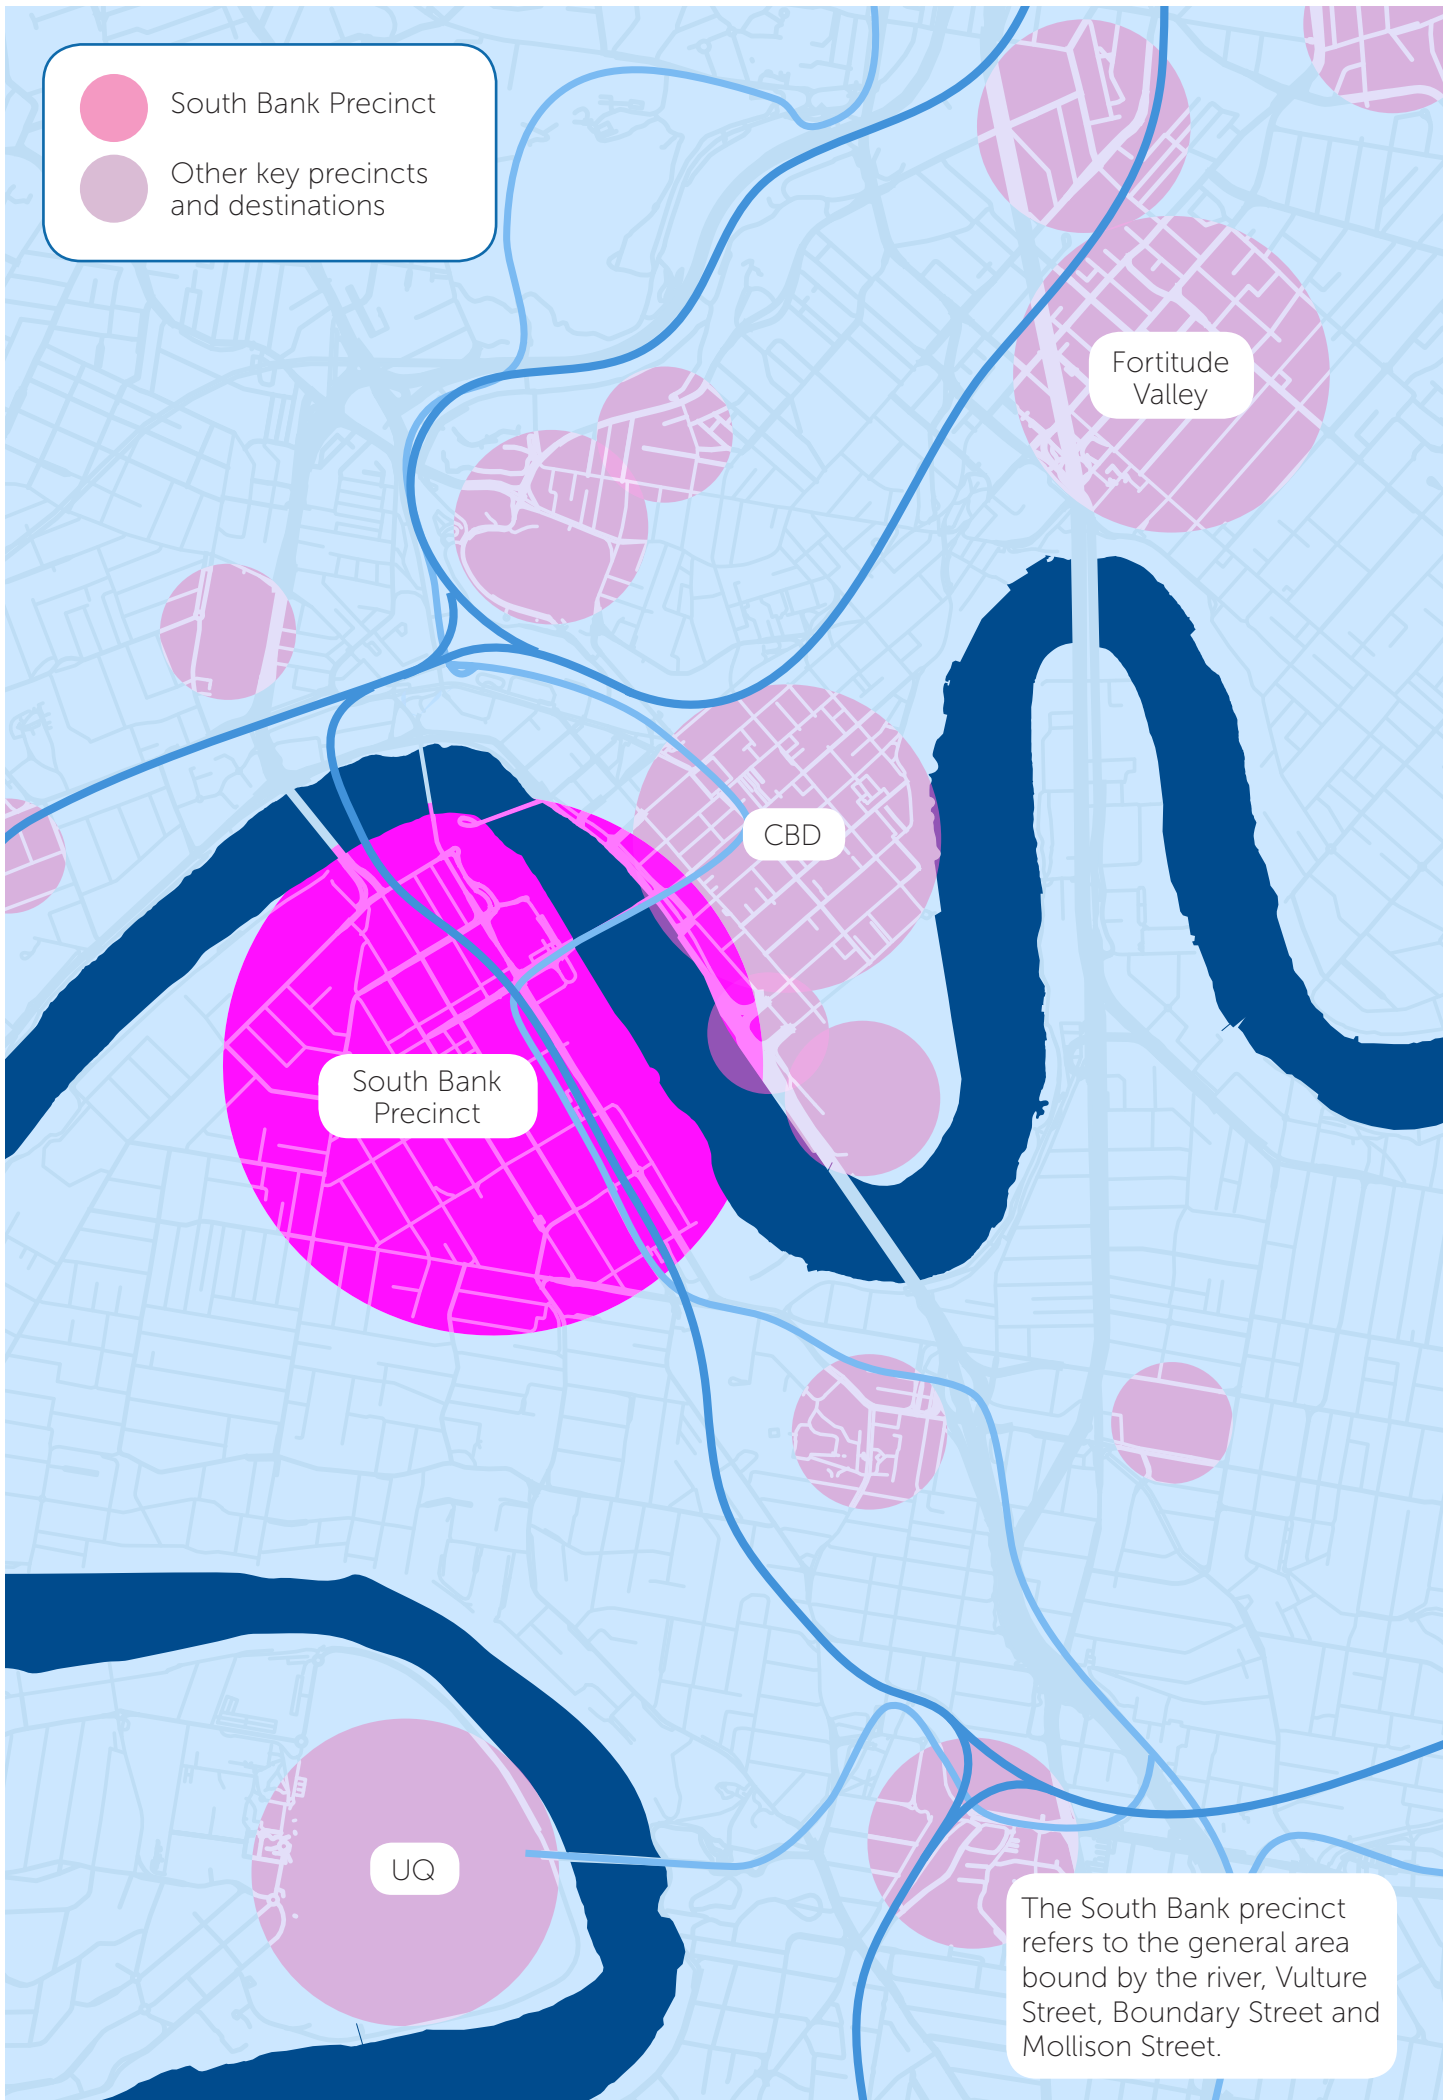 South Bank Precinct
Other key precincts
and destinations
Fortitude
Valley
CBD
South Bank
Precinct
UQ
The South Bank precinct
refers to the general area
bound by the river, Vulture
Street, Boundary Street and
Mollison Street.